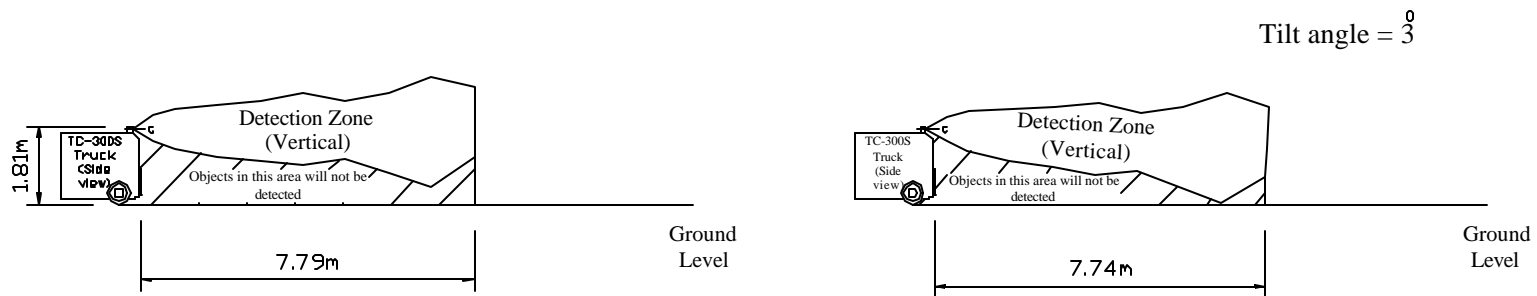 Tilt angle = 3
0
Detection Zone
(Vertical)
TC-300S
Truck
(Side
view)
1.81m
Objects in this area will not be
detected
Ground
Level
7.79m
Detection Zone
(Vertical)
TC-300S
Truck
(Side
view)
Objects in this area will not be
detected
Ground
Level
7.74m